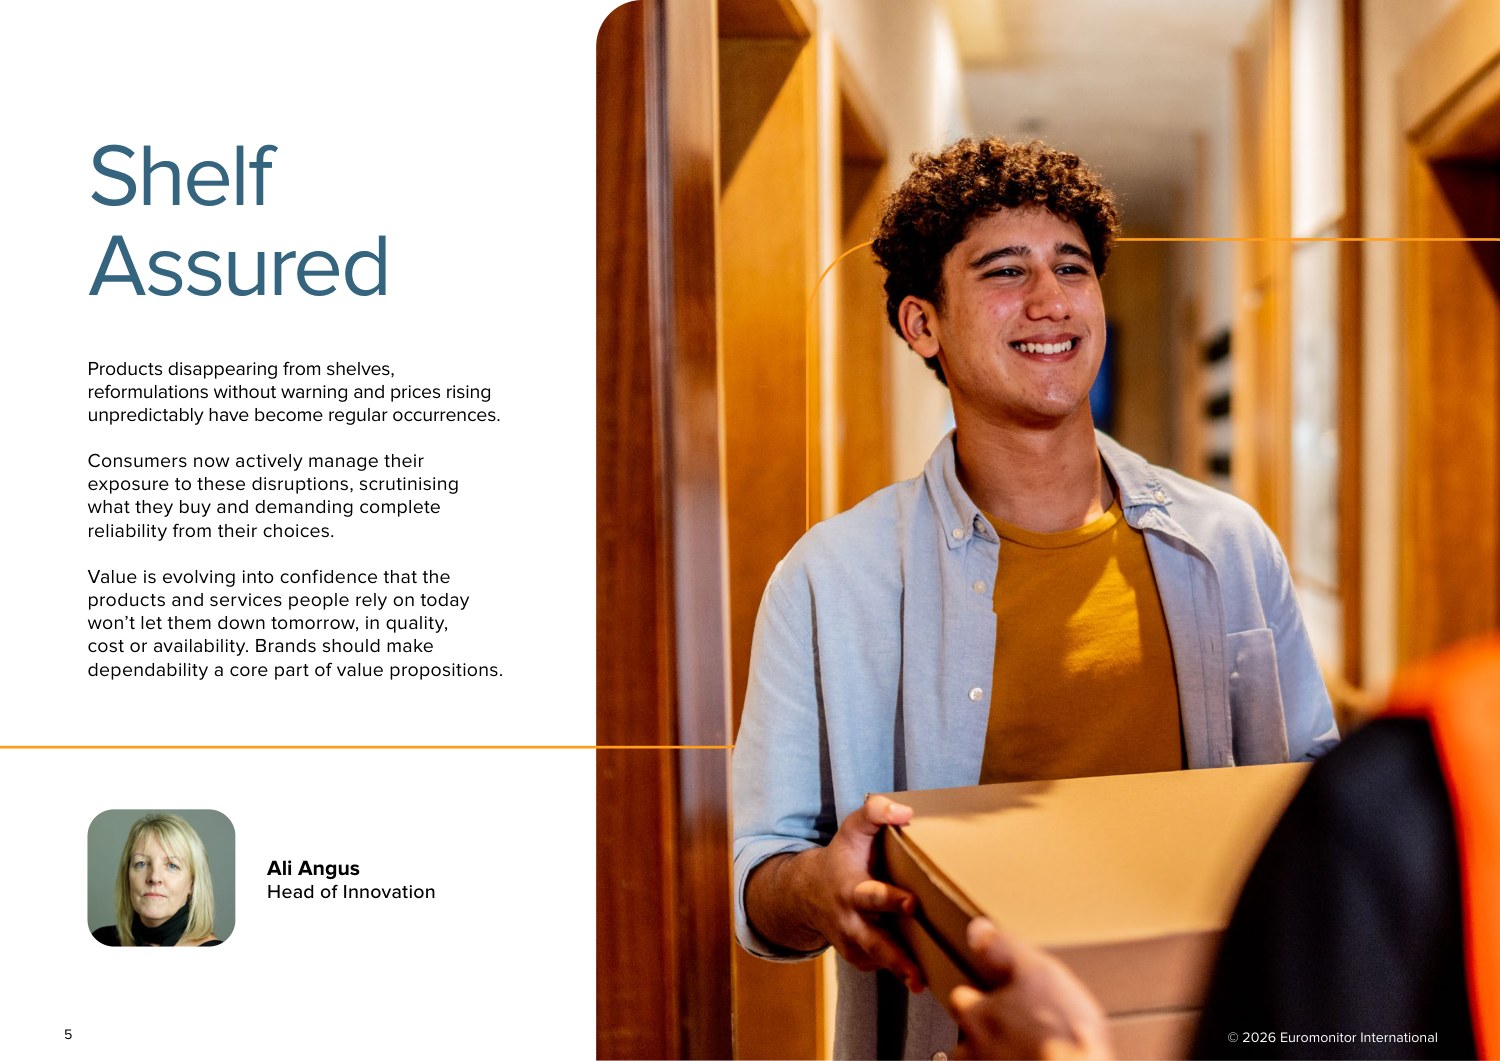 Shelf
Assured
Products disappearing from shelves,
reformulations without warning and prices rising
unpredictably have become regular occurrences.
Consumers now actively manage their
exposure to these disruptions, scrutinising
what they buy and demanding complete
reliability from their choices.
Value is evolving into confidence that the
products and services people rely on today
won’t let them down tomorrow, in quality,
cost or availability. Brands should make
dependability a core part of value propositions.
Ali Angus
Head of Innovation
5
© 2026 Euromonitor International